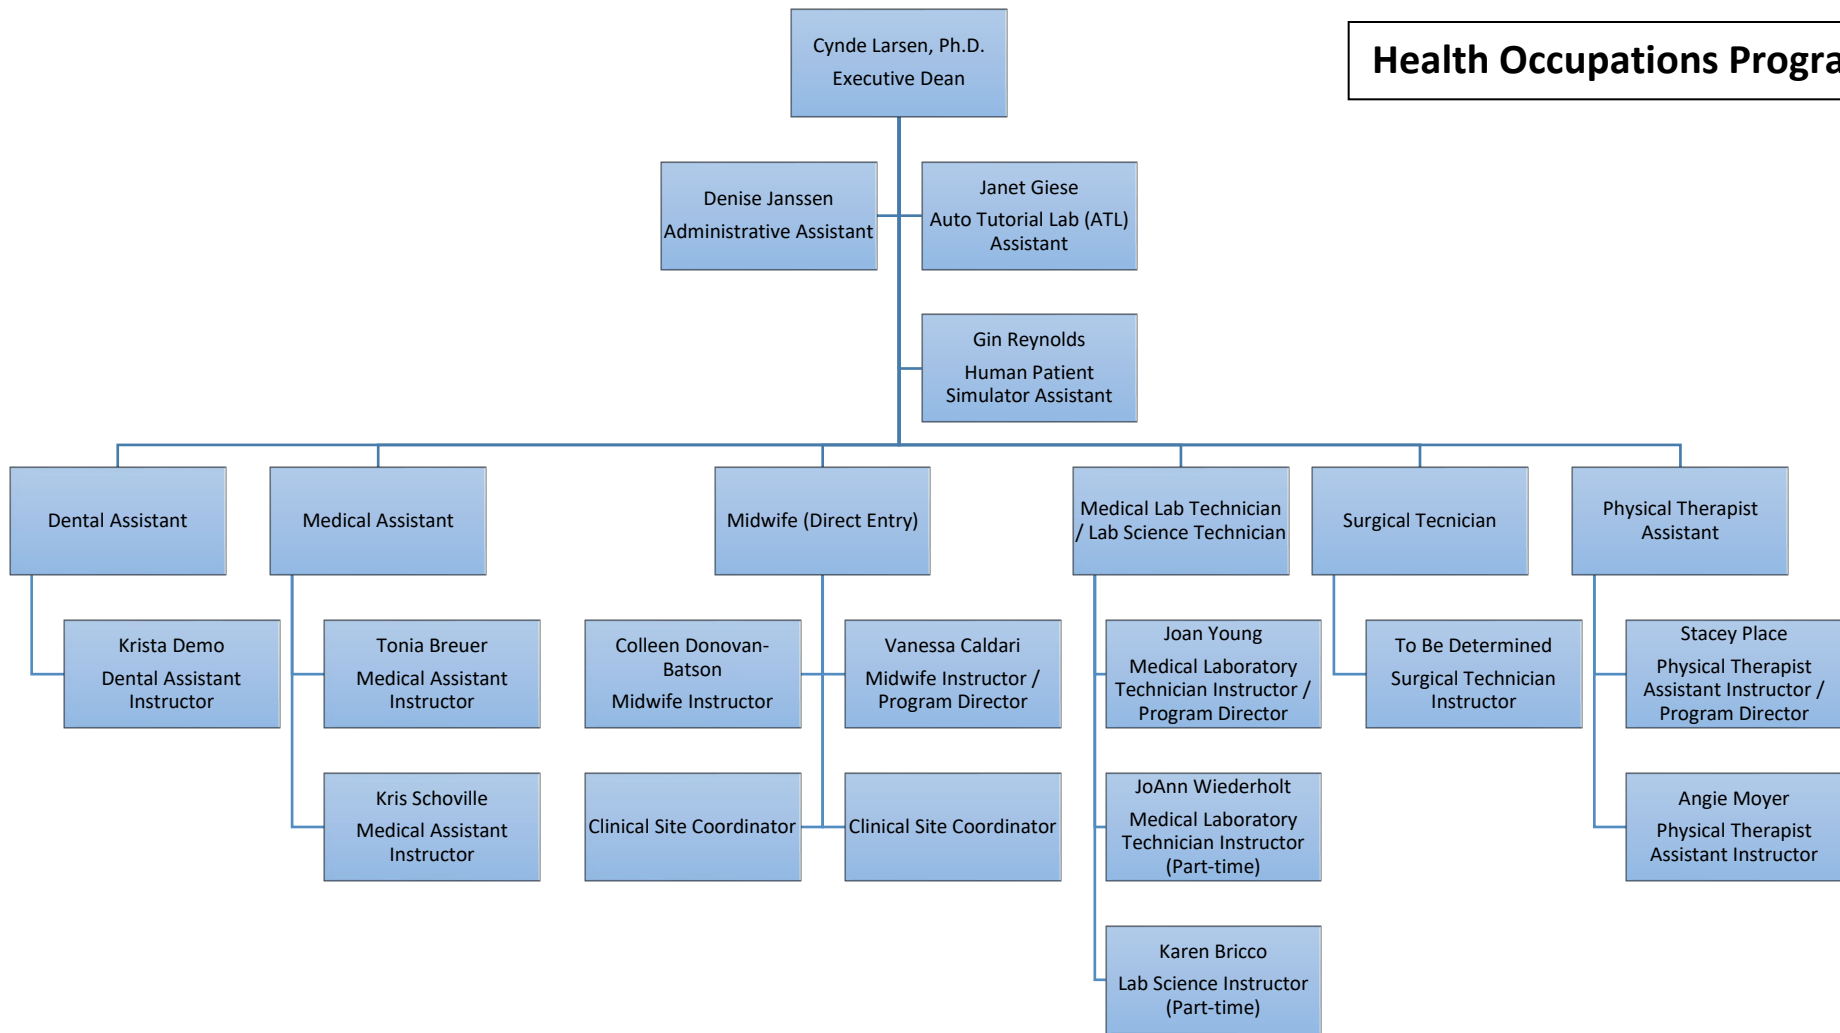 Cynde Larsen, Ph.D.
Executive Dean
Health Occupations Progra
Denise Janssen
Administrative Assistant
Janet Giese
Auto Tutorial Lab (ATL)
Assistant
Gin Reynolds
Human Patient
Simulator Assistant
Dental Assistant
Medical Assistant
Midwife (Direct Entry)
Medical Lab Technician
/ Lab Science Technician
Surgical Tecnician
Physical Therapist
Assistant
Krista Demo
Dental Assistant
Instructor
Tonia Breuer
Medical Assistant
Instructor
Colleen Donovan-
Batson
Midwife Instructor
Vanessa Caldari
Midwife Instructor /
Program Director
Joan Young
Medical Laboratory
Technician Instructor /
Program Director
To Be Determined
Surgical Technician
Instructor
Stacey Place
Physical Therapist
Assistant Instructor /
Program Director
Kris Schoville
Medical Assistant
Instructor
Clinical Site Coordinator
Clinical Site Coordinator
JoAnn Wiederholt
Medical Laboratory
Technician Instructor
(Part-time)
Angie Moyer
Physical Therapist
Assistant Instructor
Karen Bricco
Lab Science Instructor
(Part-time)